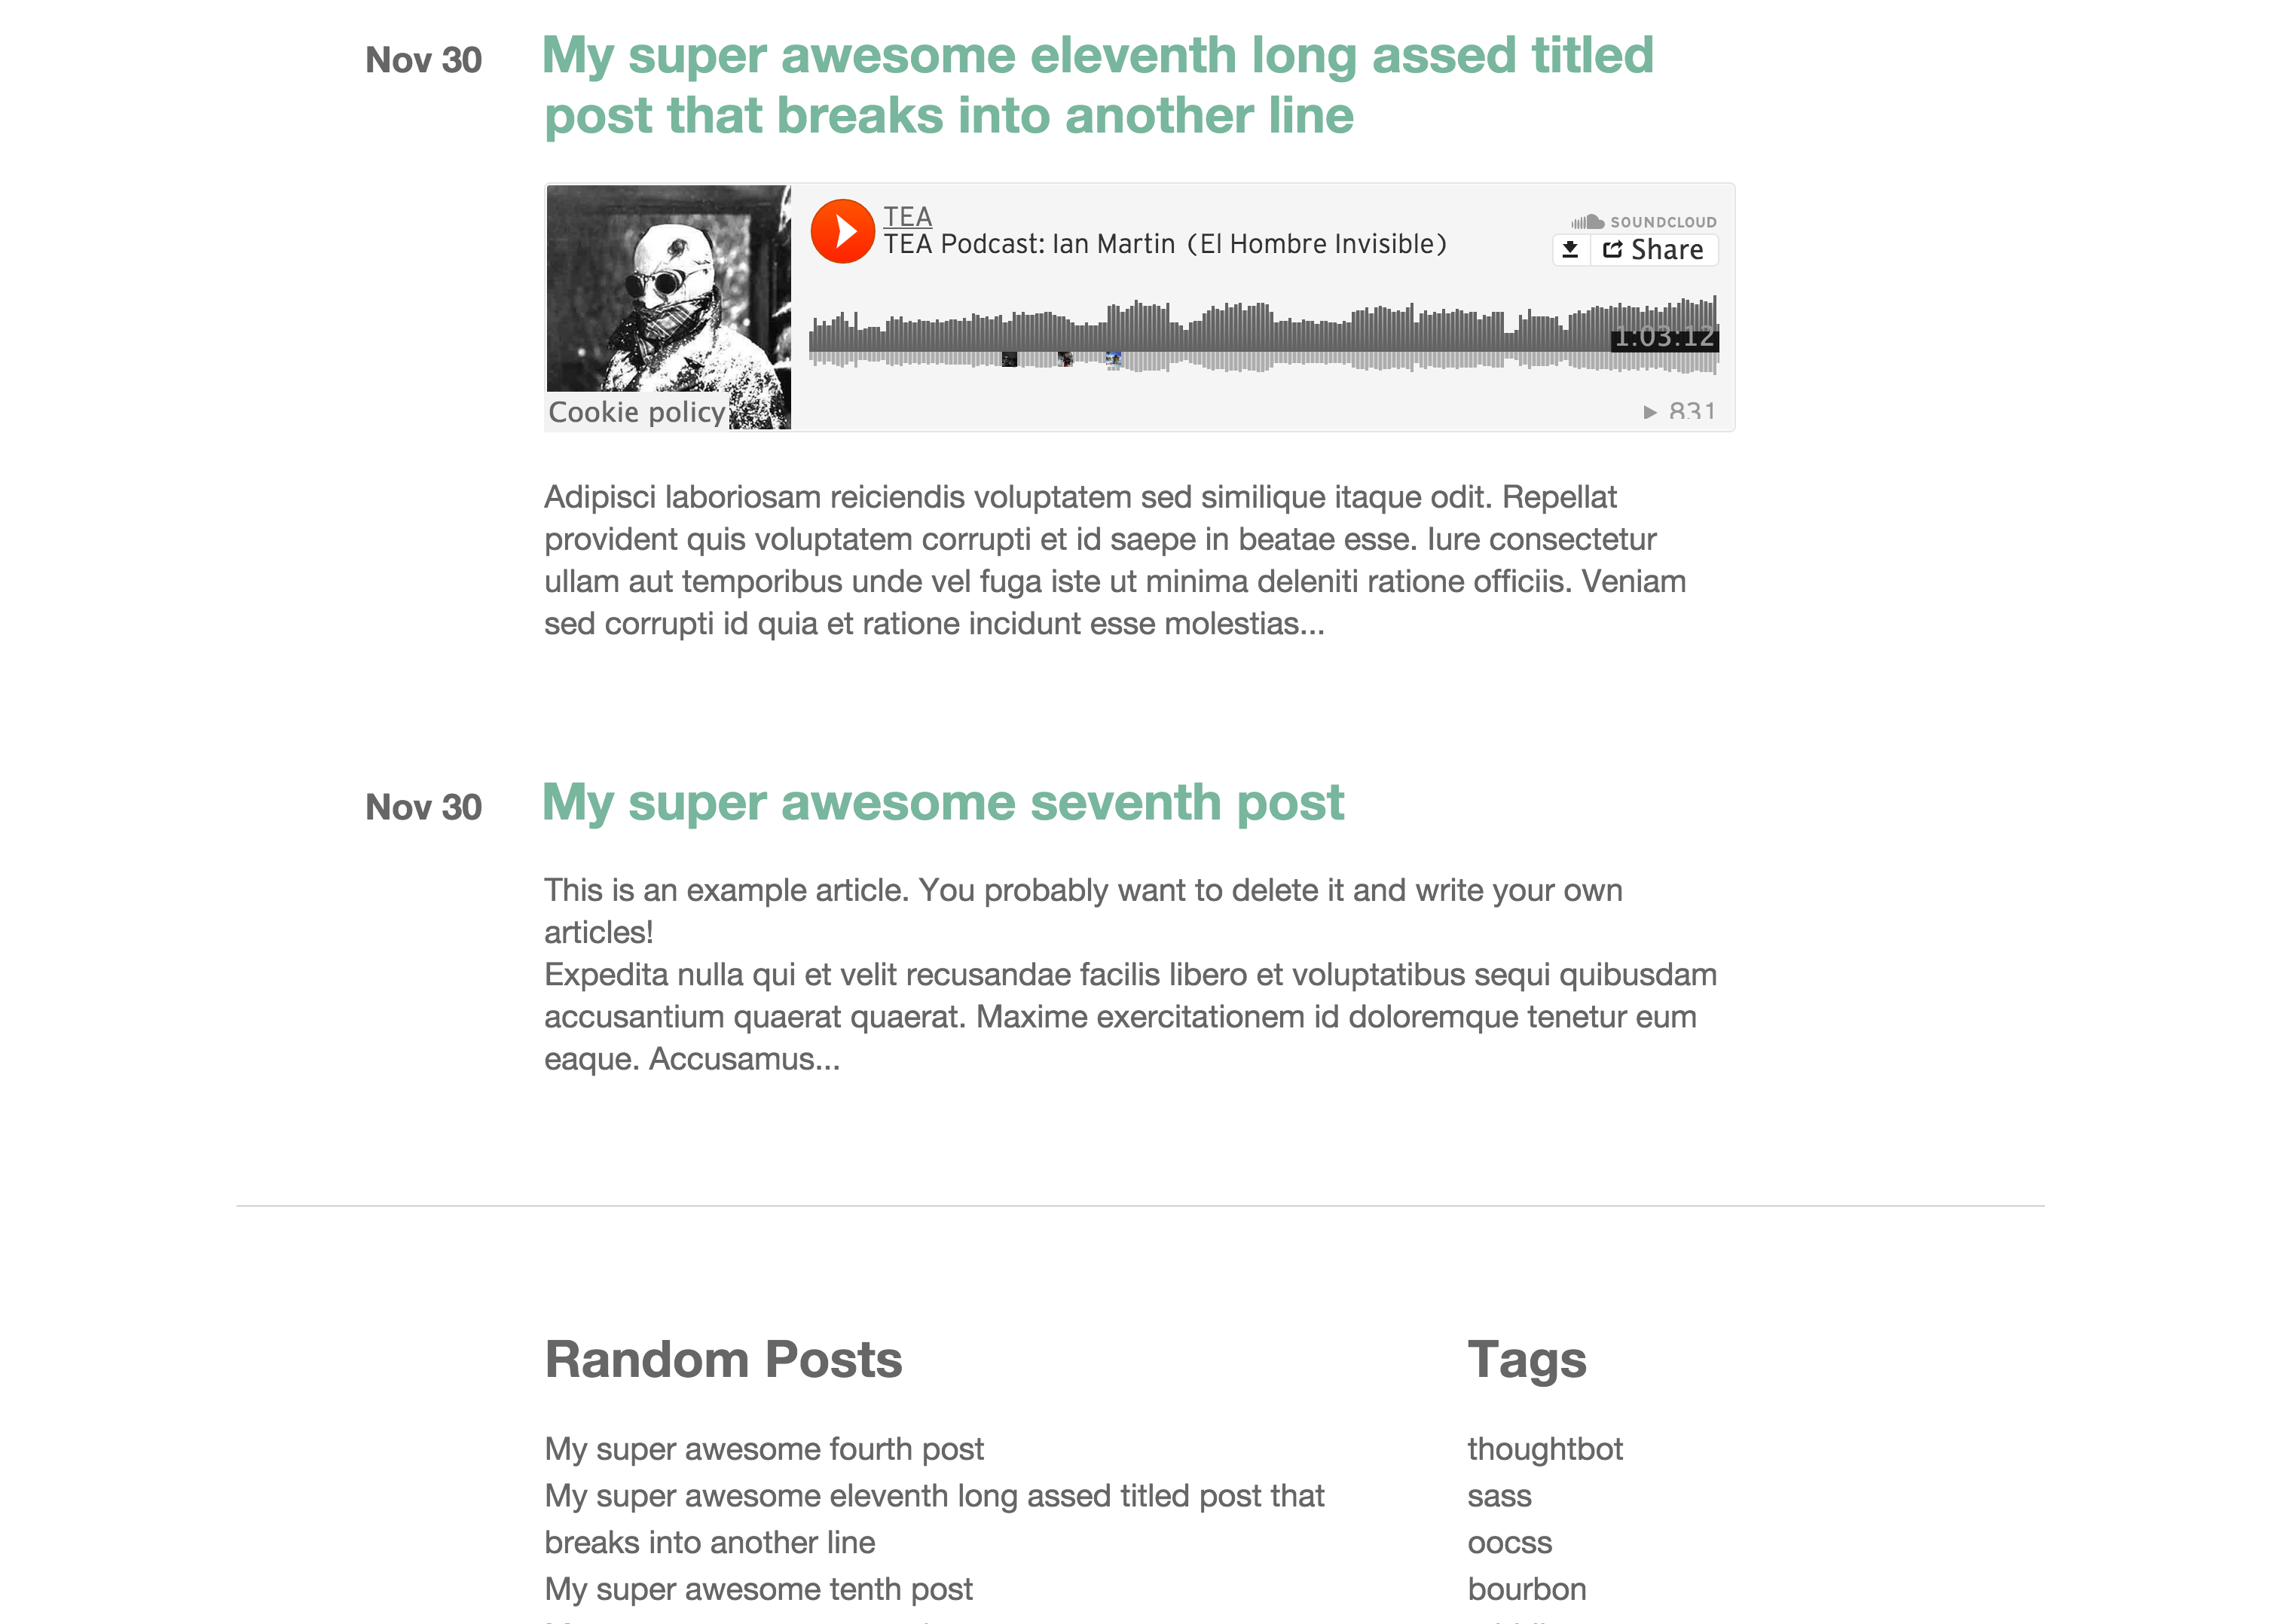 Nov 30
My super awesome eleventh long assed titled
post that breaks into another line
TEA
TEA Podcast: Ian Martin (El Hombre Invisible)
SOUNDCLOUD
Share
1:03:12
Cookie policy
831
Adipisci laboriosam reiciendis voluptatem sed similique itaque odit. Repellat
provident quis voluptatem corrupti et id saepe in beatae esse. Iure consectetur
ullam aut temporibus unde vel fuga iste ut minima deleniti ratione officiis. Veniam
sed corrupti id quia et ratione incidunt esse molestias...
Nov 30
My super awesome seventh post
This is an example article. You probably want to delete it and write your own
articles!
Expedita nulla qui et velit recusandae facilis libero et voluptatibus sequi quibusdam
accusantium quaerat quaerat. Maxime exercitationem id doloremque tenetur eum
eaque. Accusamus...
Random Posts
My super awesome fourth post
My super awesome eleventh long assed titled post that
breaks into another line
My super awesome tenth post
Tags
thoughtbot
sass
oocss
bourbon